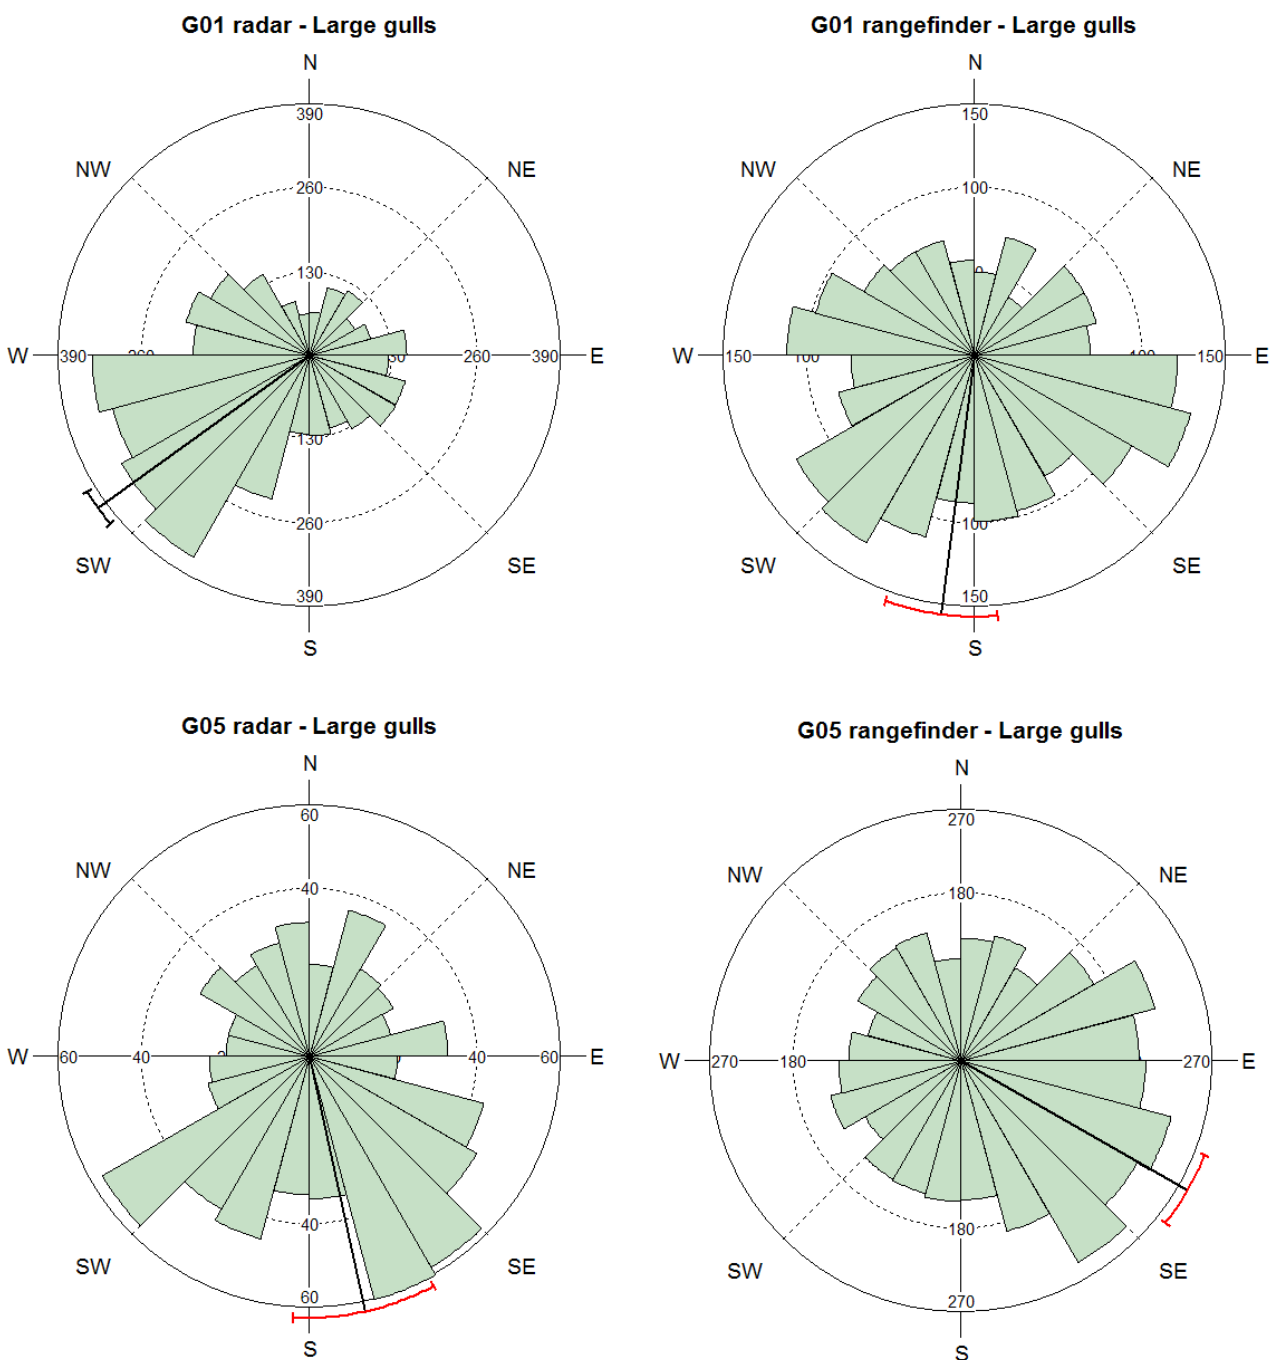 G01 radar - Large gulls
N
390
NW
NE
260
130
W
390
260
390
E
130
260
SW
SE
390
S
G01 rangefinder - Large gulls
N
150
NW
NE
100
W
150
100
100
150
E
100
SW
SE
150
S
G05 radar - Large gulls
N
60
NW
NE
40
W
60
40
40
60
E
40
SW
SE
60
S
G05 rangefinder - Large gulls
N
270
NW
NE
180
W
270
180
270
E
180
SW
SE
270
S